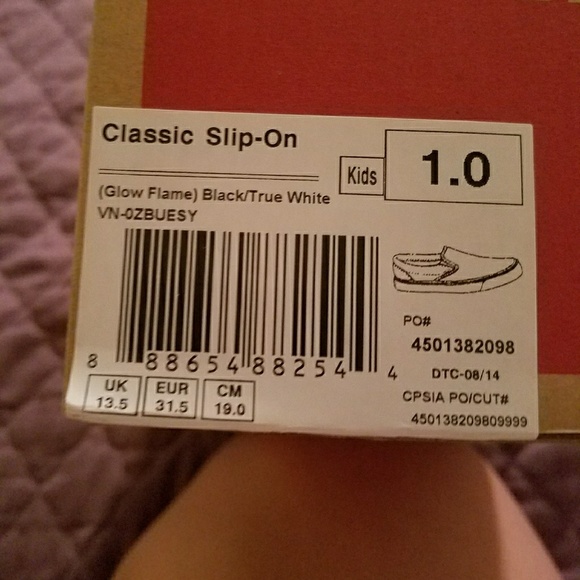 Classic Slip-On
Kids
1.0
(Glow Flame) Black/True White
VN-0ZBUESY
PO#
4501382098
DTC-08/14
CPSIA PO/CUT#
450138209809999
8 88654 88254 4
UK
13.5
EUR
31.5
CM
19.0